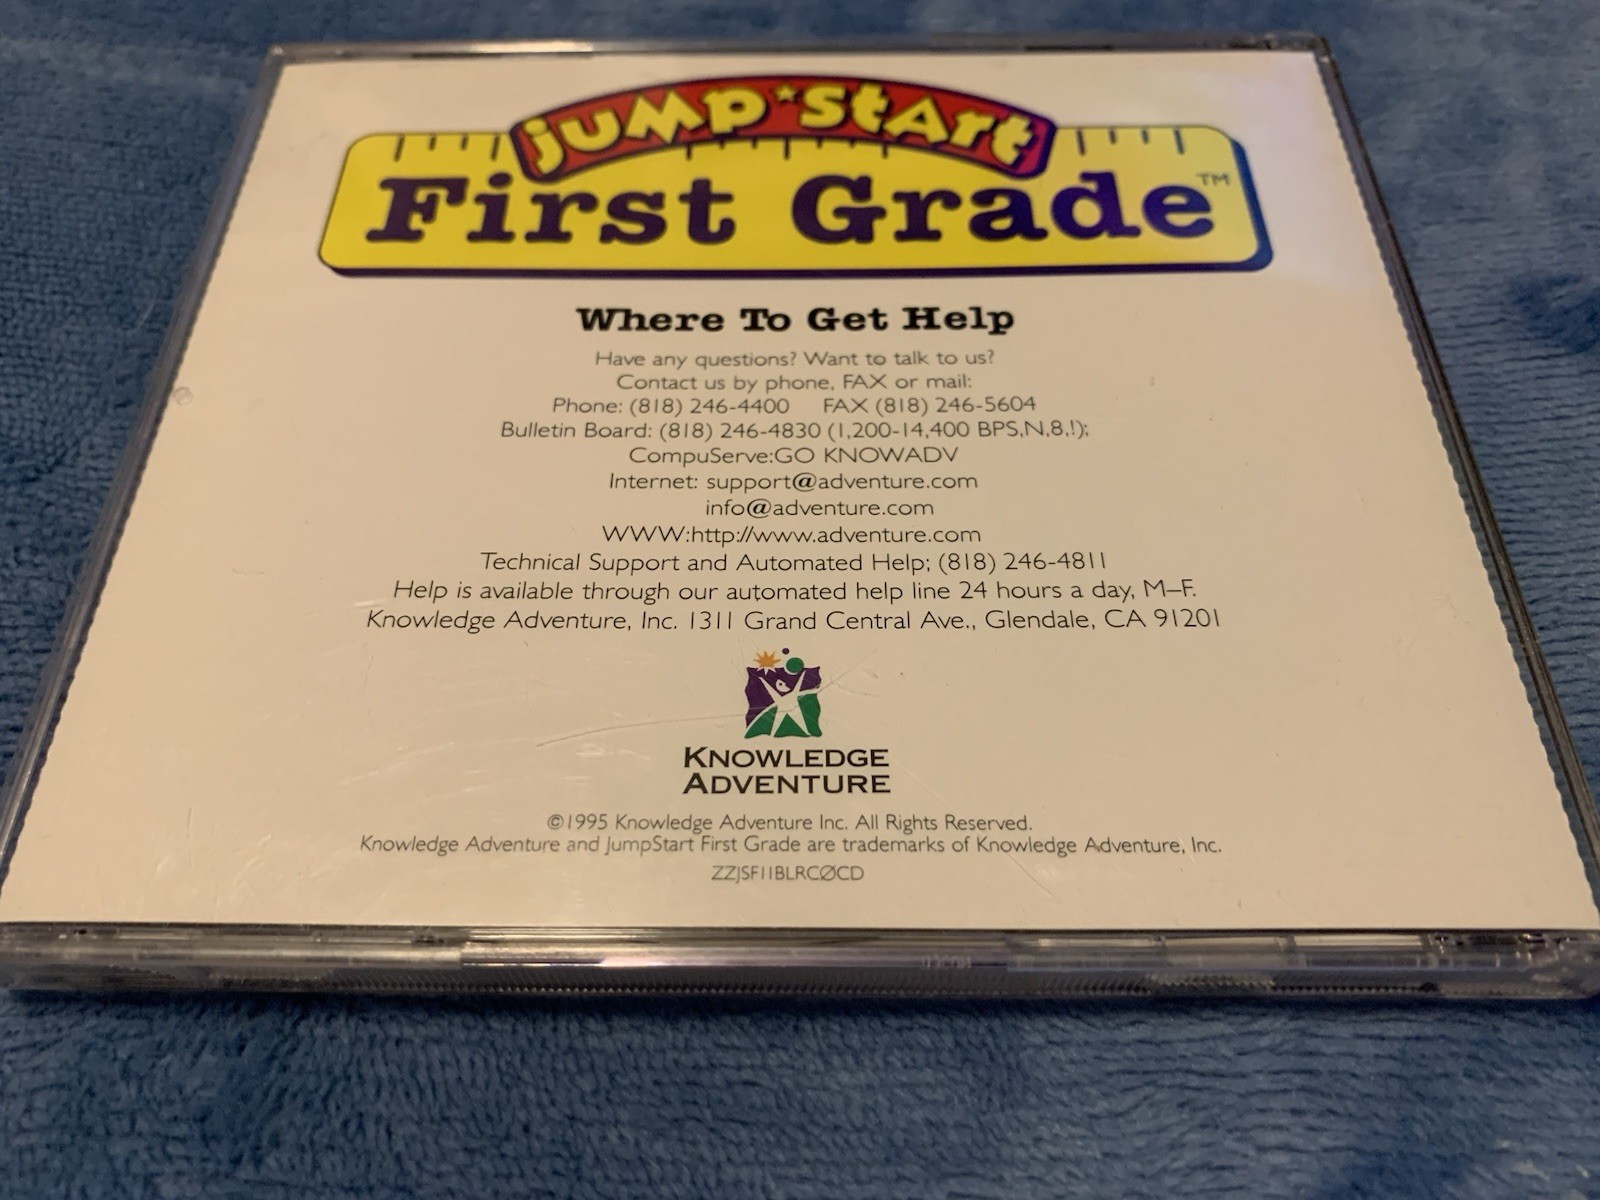 jump★start
First Grade™
Where To Get Help
Have any questions? Want to talk to us?
Contact us by phone, FAX or mail:
Phone: (818) 246-4400 FAX (818) 246-5604
Bulletin Board: (818) 246-4830 (1,200-14,400 BPS,N,8,!);
CompuServe:GO KNOWADV
Internet: support@adventure.com
info@adventure.com
WWW:http://www.adventure.com
Technical Support and Automated Help; (818) 246-4811
Help is available through our automated help line 24 hours a day, M–F.
Knowledge Adventure, Inc. 1311 Grand Central Ave., Glendale, CA 91201
KNOWLEDGE
ADVENTURE
©1995 Knowledge Adventure Inc. All Rights Reserved.
Knowledge Adventure and JumpStart First Grade are trademarks of Knowledge Adventure, Inc.
ZZJSF11BLRCØCD